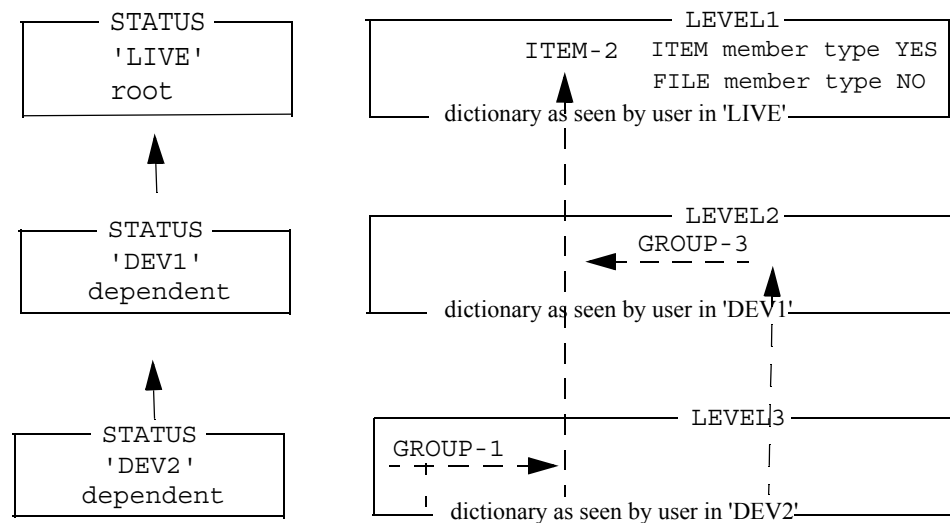 STATUS
'LIVE'
root
LEVEL1
ITEM-2 ITEM member type YES
FILE member type NO
dictionary as seen by user in 'LIVE'
STATUS
'DEV1'
dependent
LEVEL2
GROUP-3
dictionary as seen by user in 'DEV1'
STATUS
'DEV2'
dependent
LEVEL3
GROUP-1
dictionary as seen by user in 'DEV2'